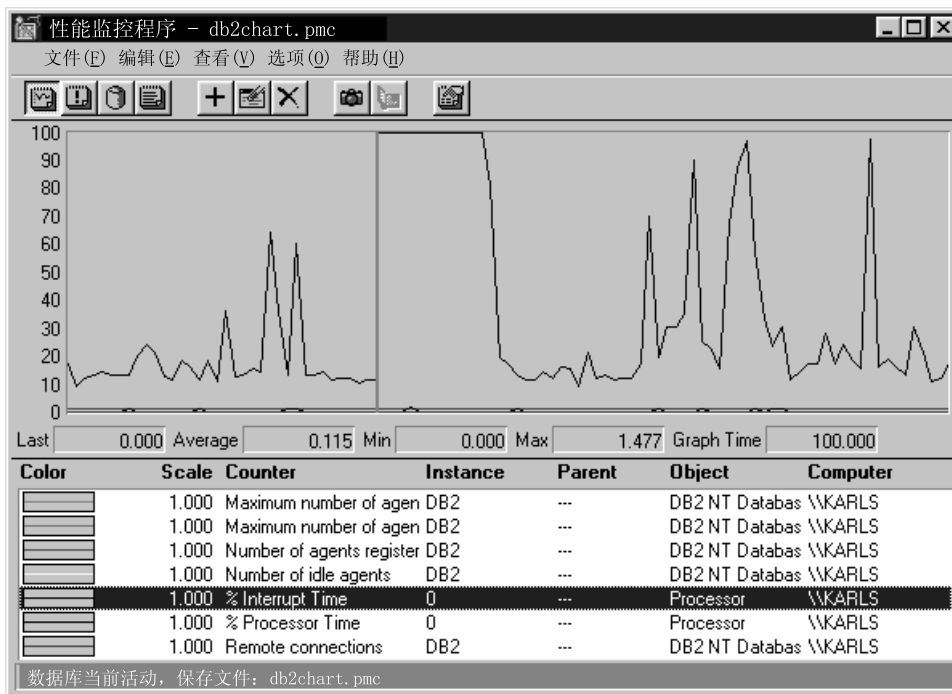 性能监控程序 - db2chart.pmc
文件(F) 编辑(E) 查看(V) 选项(O) 帮助(H)
100
90
80
70
60
50
40
30
20
10
0
Last 0.000 Average 0.115 Min 0.000 Max 1.477 Graph Time 100.000
Color Scale Counter Instance Parent Object Computer
1.000 Maximum number of agen DB2 --- DB2 NT Databas \\KARLS
1.000 Maximum number of agen DB2 --- DB2 NT Databas \\KARLS
1.000 Number of agents register DB2 --- DB2 NT Databas \\KARLS
1.000 Number of idle agents DB2 --- DB2 NT Databas \\KARLS
1.000 % Interrupt Time 0 --- Processor \\KARLS
1.000 % Processor Time 0 --- Processor \\KARLS
1.000 Remote connections DB2 --- DB2 NT Databas \\KARLS
数据库当前活动，保存文件：db2chart.pmc